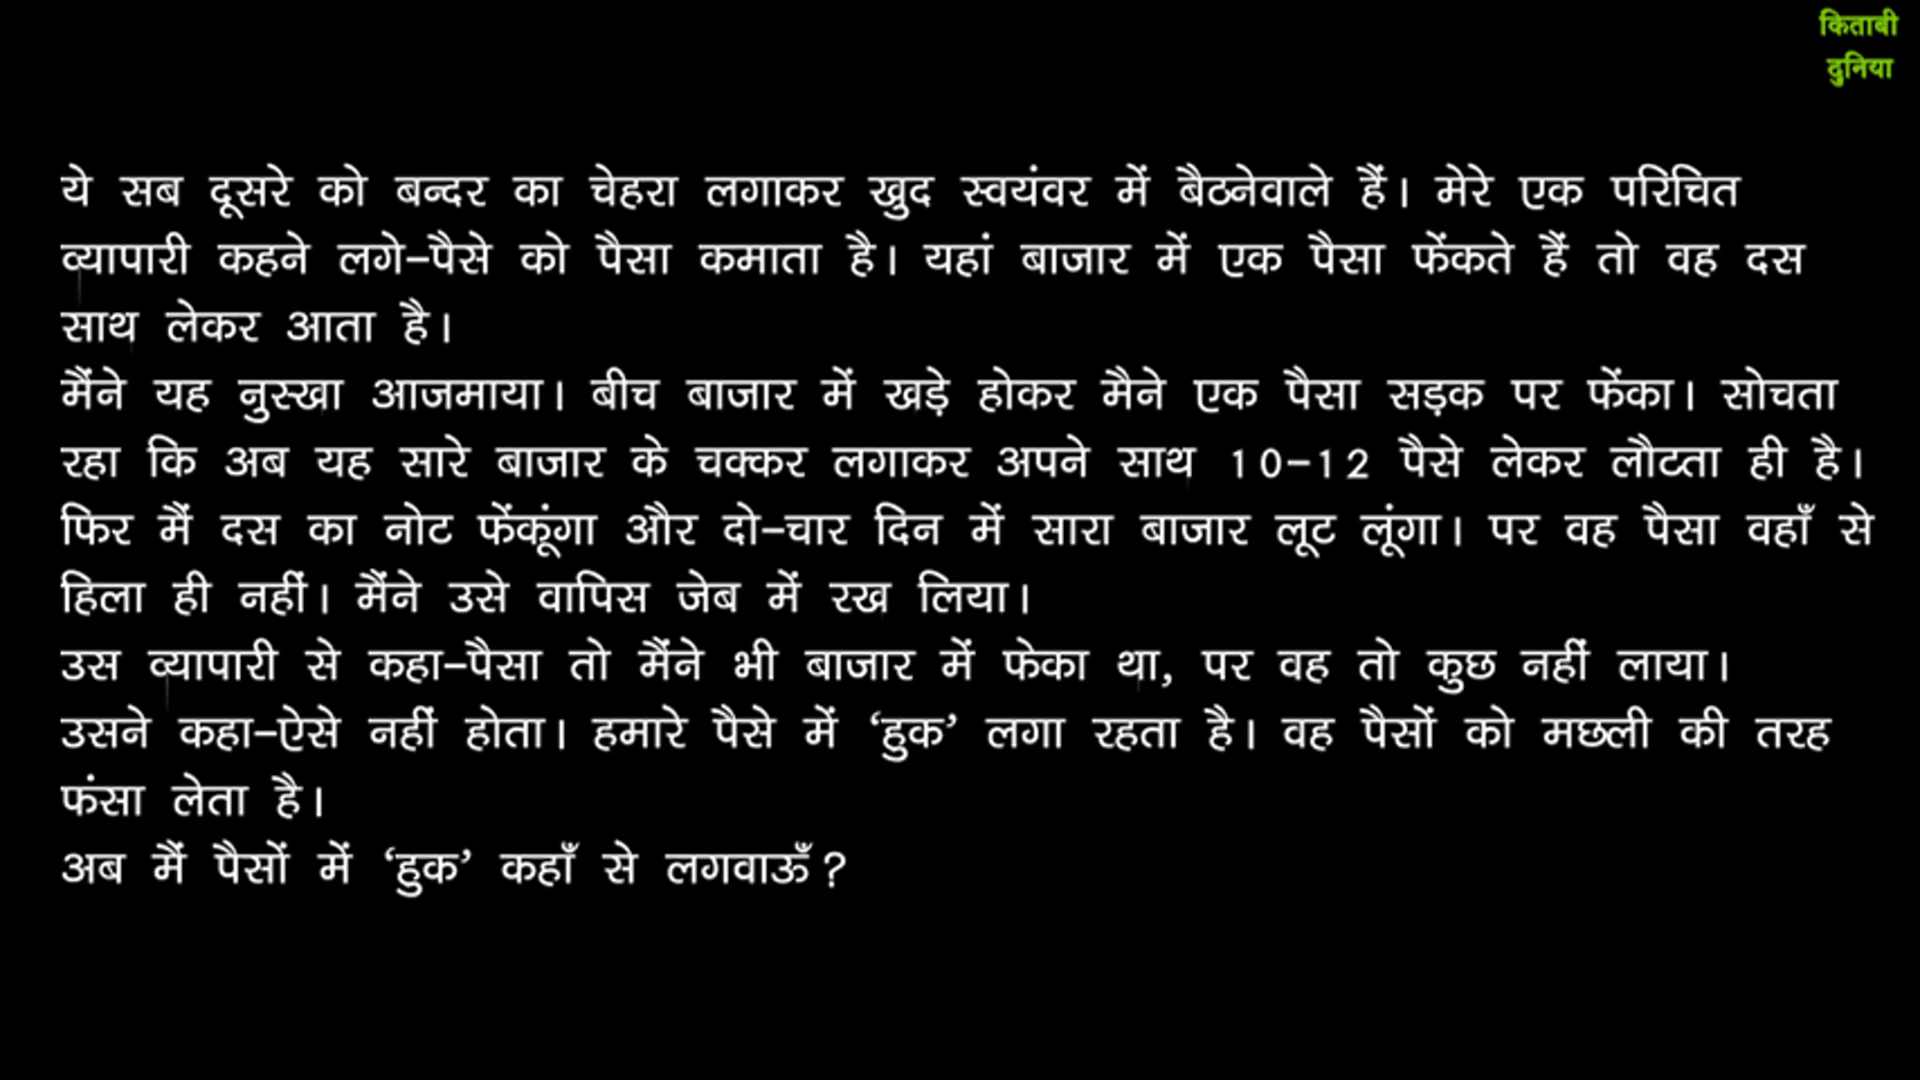 किताबी
दुनिया
ये सब दूसरे को बन्दर का चेहरा लगाकर खुद स्वयंवर में बैठनेवाले हैं। मेरे एक परिचित
व्यापारी कहने लगे-पैसे को पैसा कमाता है। यहां बाजार में एक पैसा फेंकते हैं तो वह दस
साथ लेकर आता है।
मैंने यह नुस्खा आजमाया। बीच बाजार में खड़े होकर मैने एक पैसा सड़क पर फेंका। सोचता
रहा कि अब यह सारे बाजार के चक्कर लगाकर अपने साथ 10-12 पैसे लेकर लौटता ही है।
फिर मैं दस का नोट फेंकूंगा और दो-चार दिन में सारा बाजार लूट लूंगा। पर वह पैसा वहाँ से
हिला ही नहीं। मैंने उसे वापिस जेब में रख लिया।
उस व्यापारी से कहा-पैसा तो मैंने भी बाजार में फेका था, पर वह तो कुछ नहीं लाया।
उसने कहा-ऐसे नहीं होता। हमारे पैसे में ‘हुक’ लगा रहता है। वह पैसों को मछली की तरह
फंसा लेता है।
अब मैं पैसों में ‘हुक’ कहाँ से लगवाऊँ?